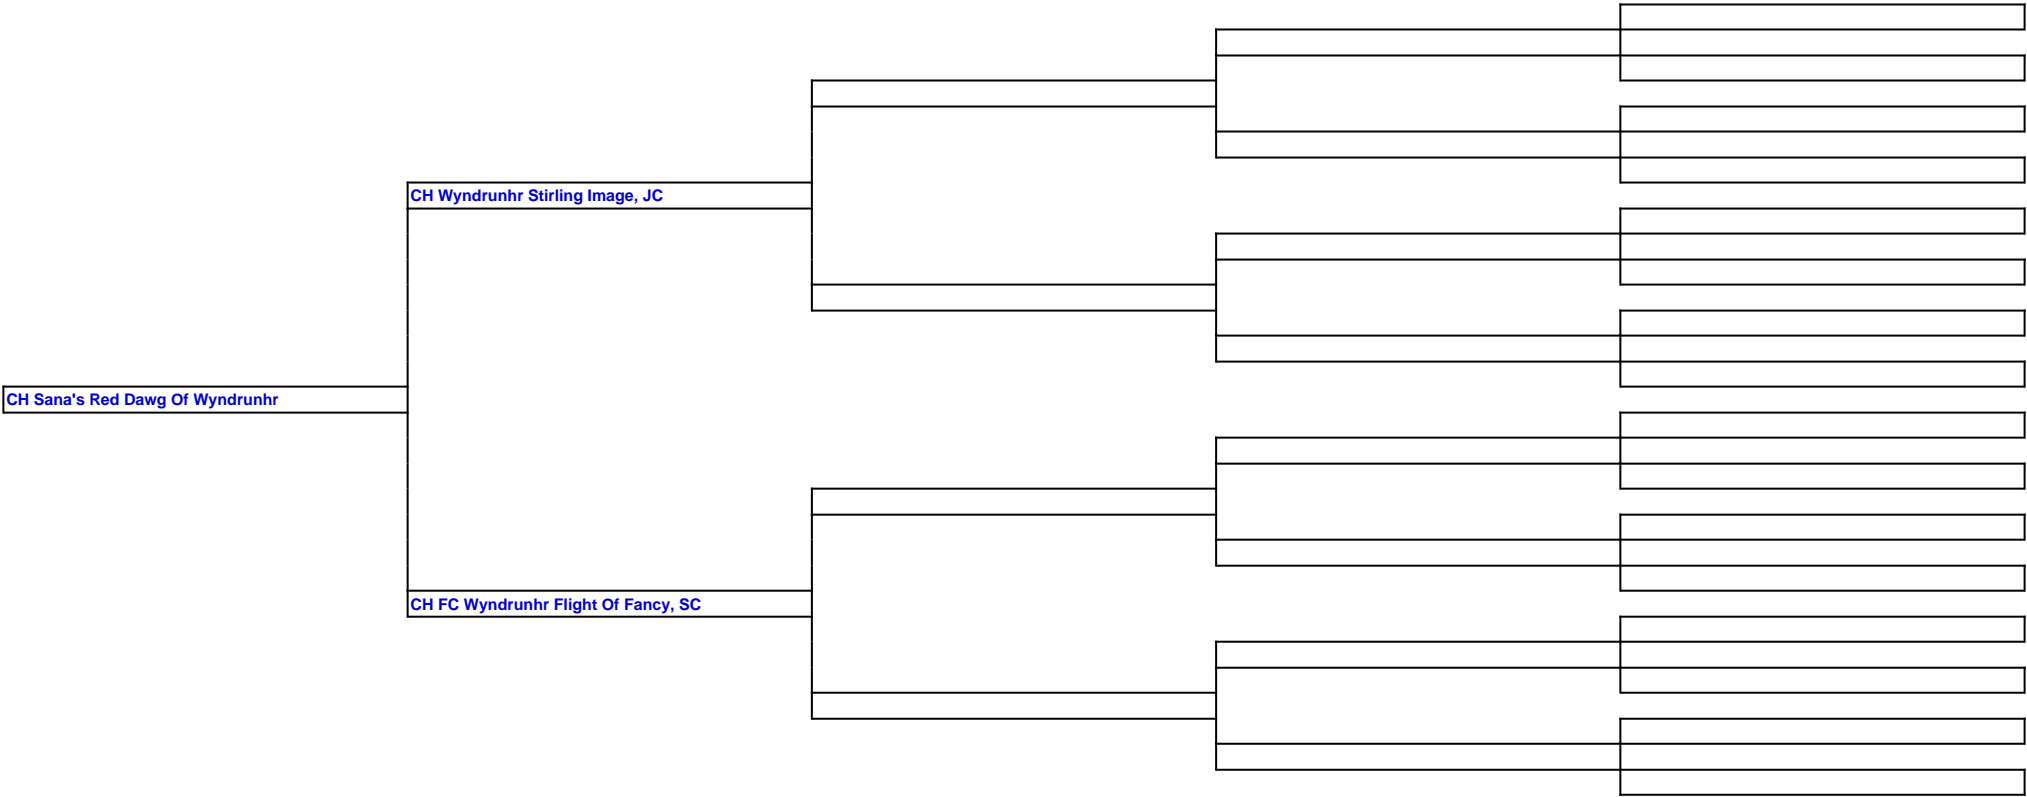 CH Wyndrunhr Stirling Image, JC
CH Sana's Red Dawg Of Wyndrunhr
CH FC Wyndrunhr Flight Of Fancy, SC